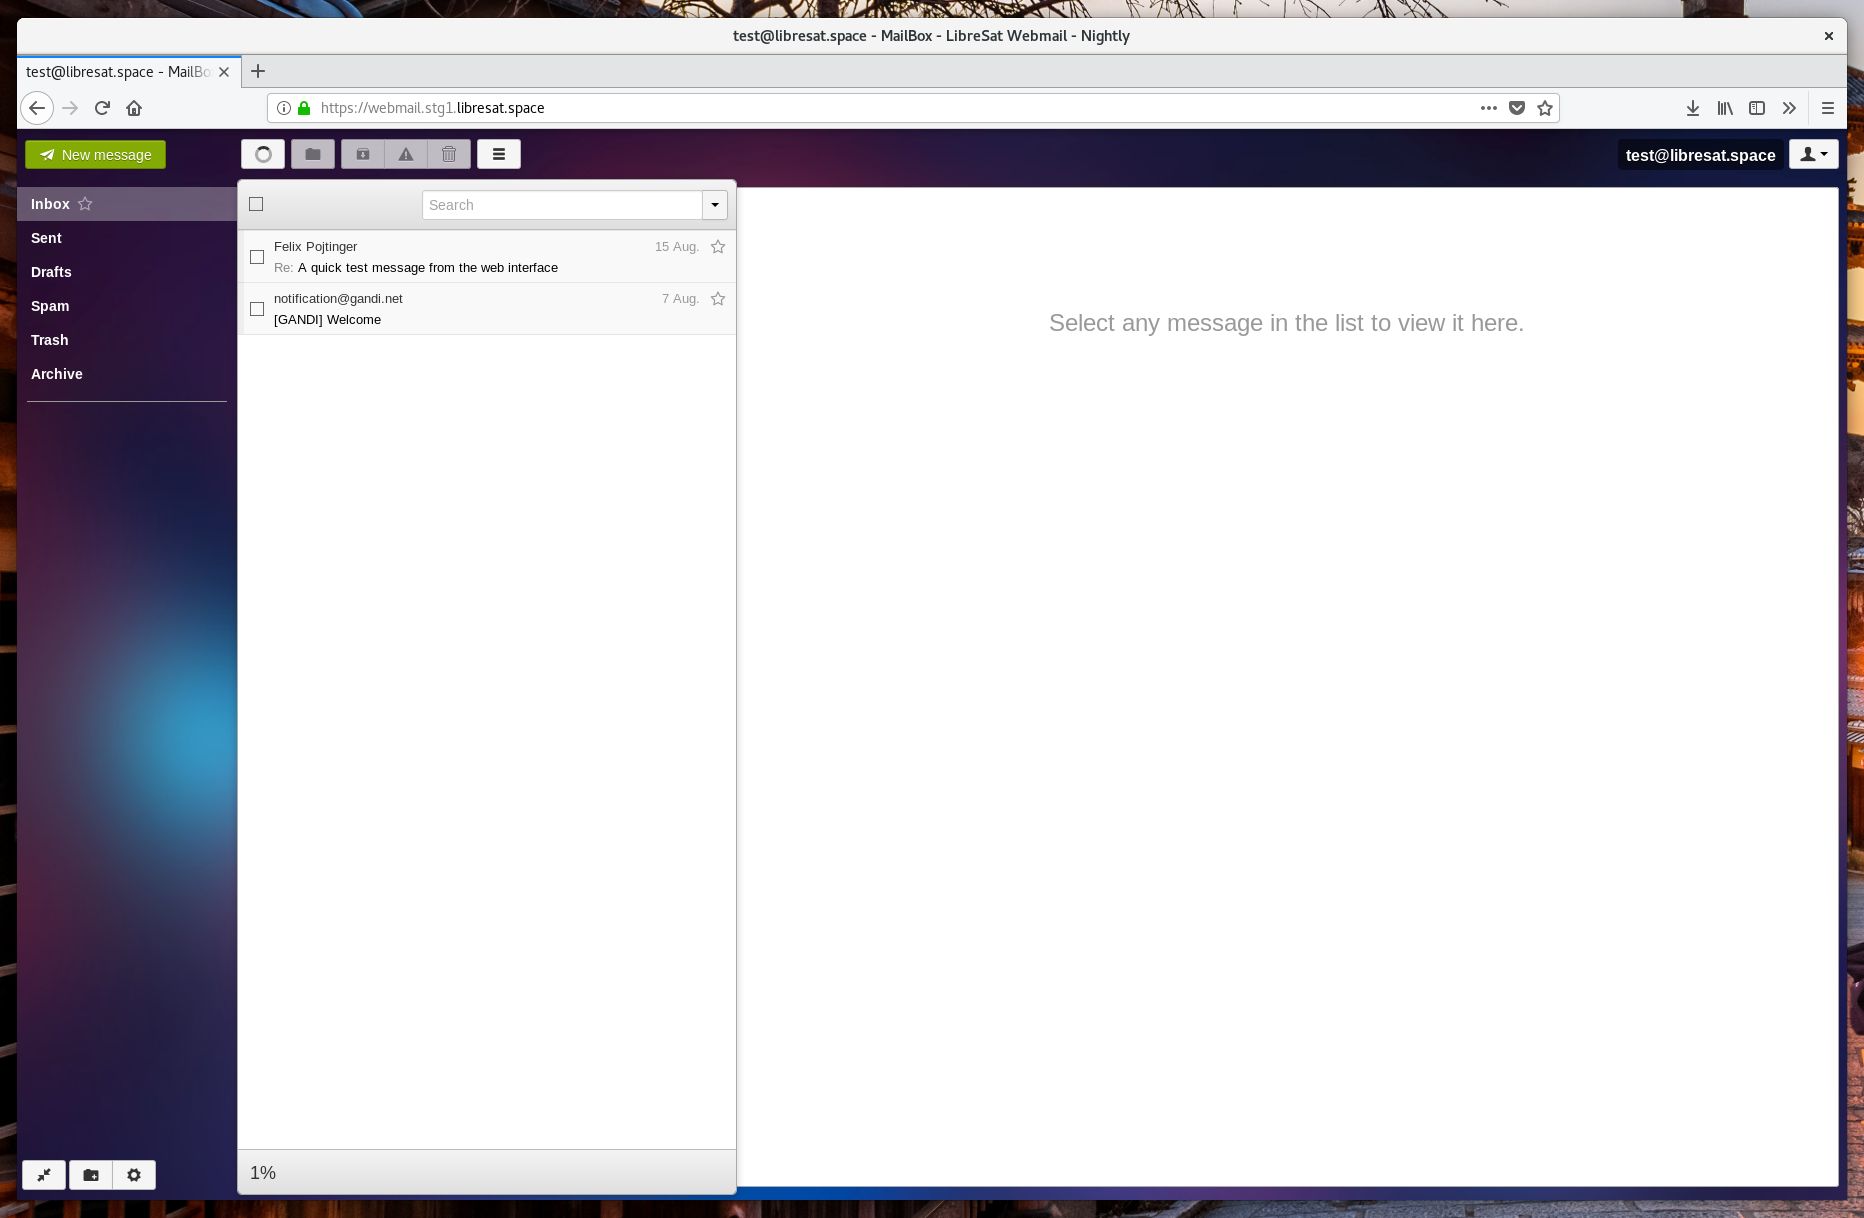 test@libresat.space - MailBox - LibreSat Webmail - Nightly
test@libresat.space - MailBo
https://webmail.stg1.libresat.space
New message
test@libresat.space
Inbox
Sent
Drafts
Spam
Trash
Archive
Search
Felix Pojtinger 15 Aug.
Re: A quick test message from the web interface
notification@gandi.net 7 Aug.
[GANDI] Welcome
Select any message in the list to view it here.
1%